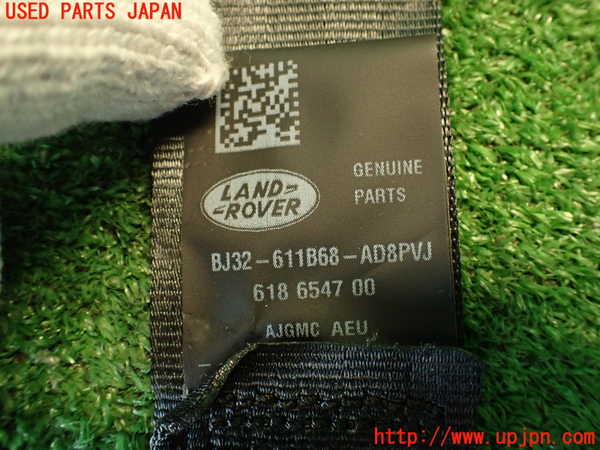 USED PARTS JAPAN
LAND-
-ROVER
GENUINE
PARTS
BJ32-611B68-AD8PVJ
618 6547 00
AJGMC AEU
http://www.upjpn.com